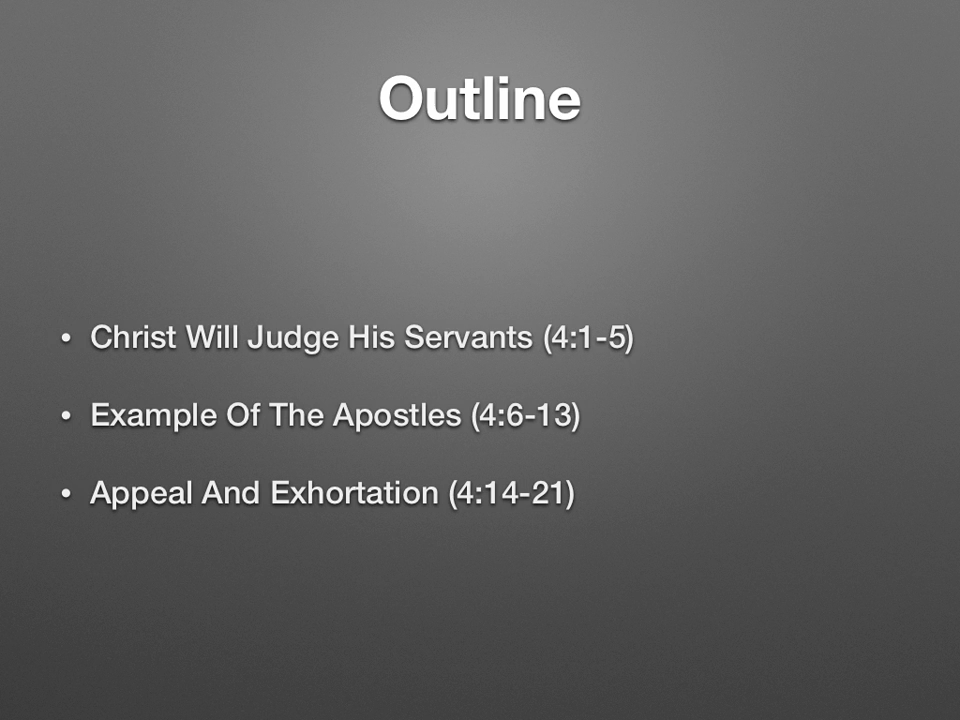 Outline
• Christ Will Judge His Servants (4:1-5)
• Example Of The Apostles (4:6-13)
• Appeal And Exhortation (4:14-21)